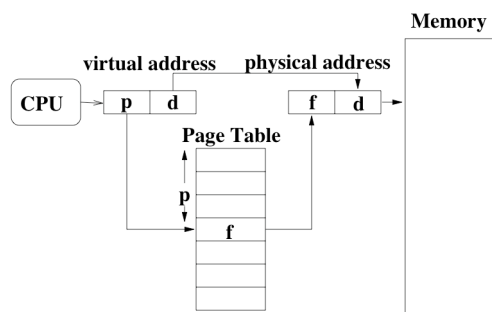 Memory
virtual address physical address
CPU p d f d
Page Table
p
f